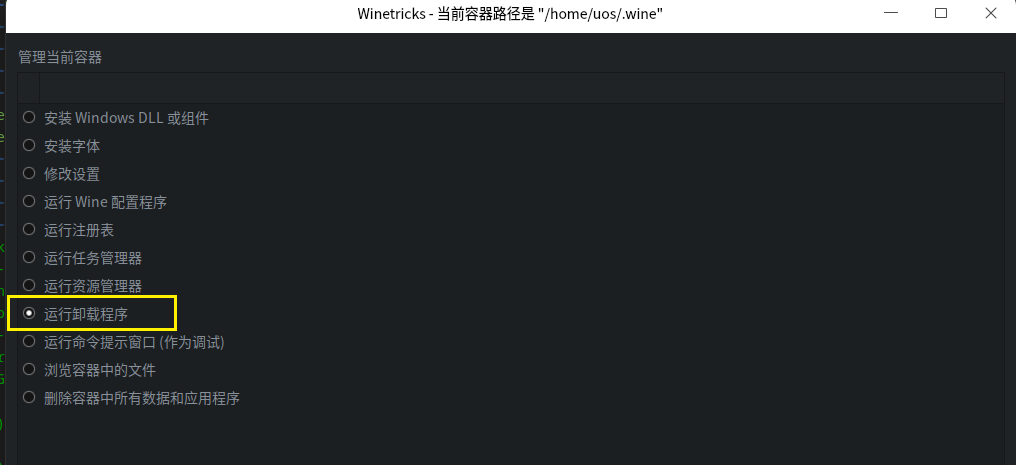 Winetricks - 当前容器路径是 "/home/uos/.wine"
管理当前容器
安装 Windows DLL 或组件
安装字体
修改设置
运行 Wine 配置程序
运行注册表
运行任务管理器
运行资源管理器
运行卸载程序
运行命令提示窗口 (作为调试)
浏览容器中的文件
删除容器中所有数据和应用程序